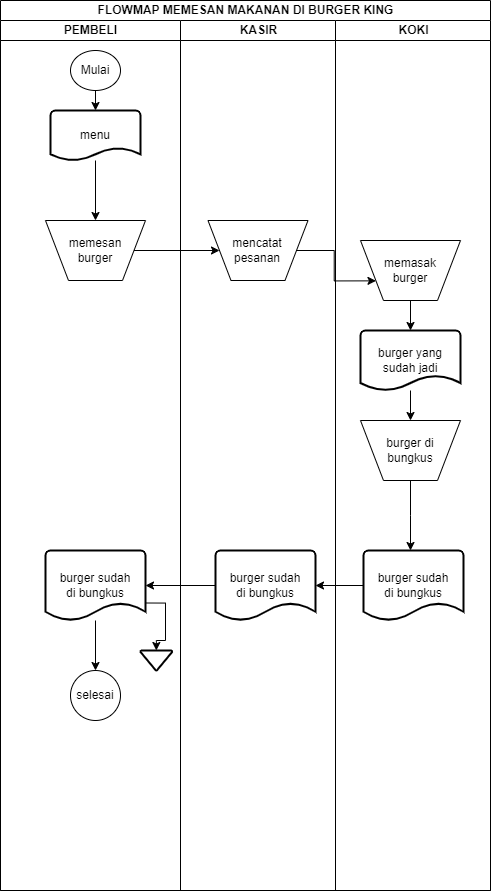 FLOWMAP MEMESAN MAKANAN DI BURGER KING
PEMBELI
KASIR
KOKI
Mulai
menu
memesan
burger
mencatat
pesanan
memasak
burger
burger yang
sudah jadi
burger di
bungkus
burger sudah
di bungkus
burger sudah
di bungkus
burger sudah
di bungkus
selesai